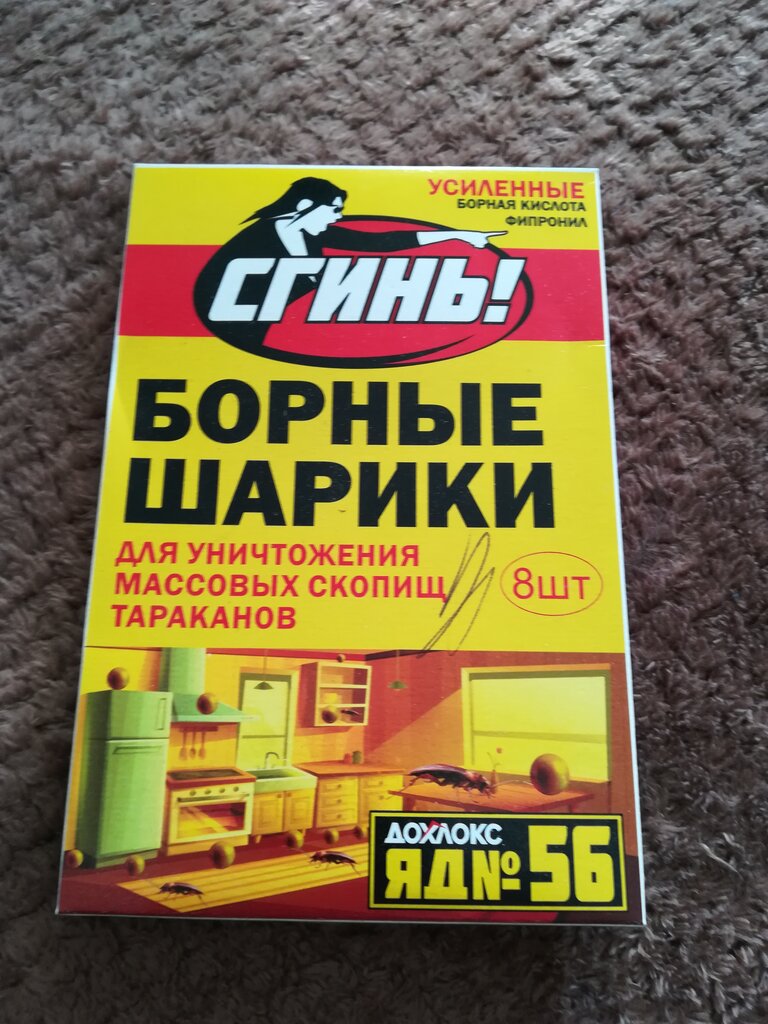 УСИЛЕННЫЕ
БОРНАЯ КИСЛОТА
ФИПРОНИЛ
СГИНЬ!
БОРНЫЕ
ШАРИКИ
ДЛЯ УНИЧТОЖЕНИЯ
МАССОВЫХ СКОПИЩ
ТАРАКАНОВ
8шт
ДОХЛОКС
ЯД№56